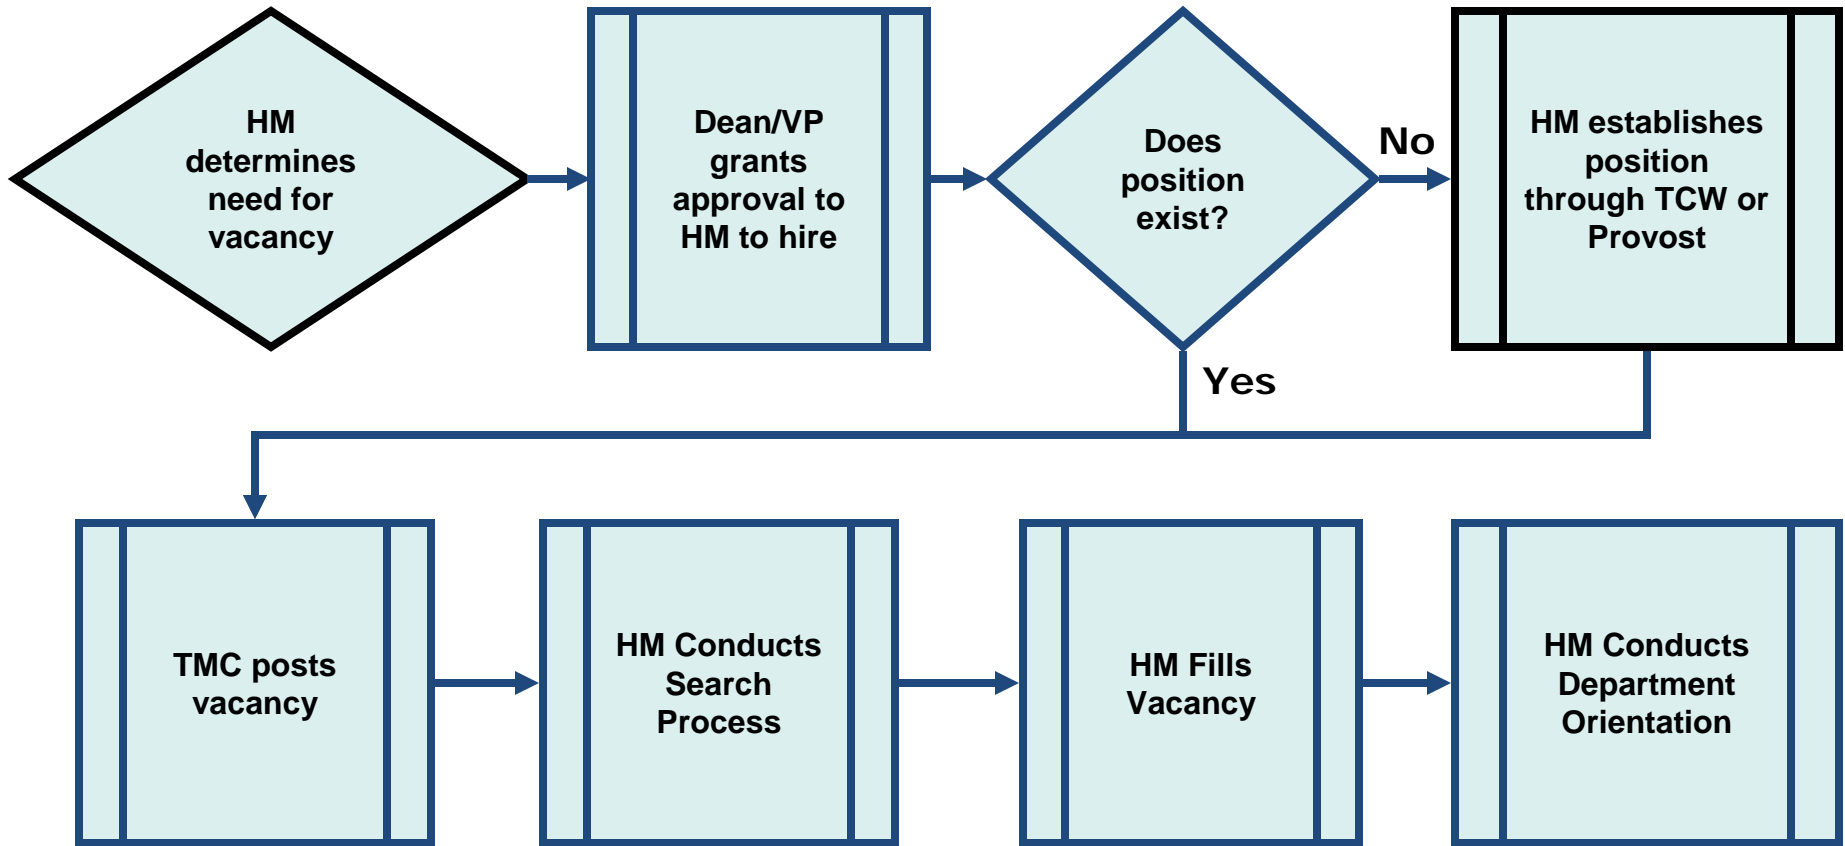 HM
determines
need for
vacancy
Dean/VP
grants
approval to
HM to hire
Does
position
exist?
No
HM establishes
position
through TCW or
Provost
Yes
TMC posts
vacancy
HM Conducts
Search
Process
HM Fills
Vacancy
HM Conducts
Department
Orientation